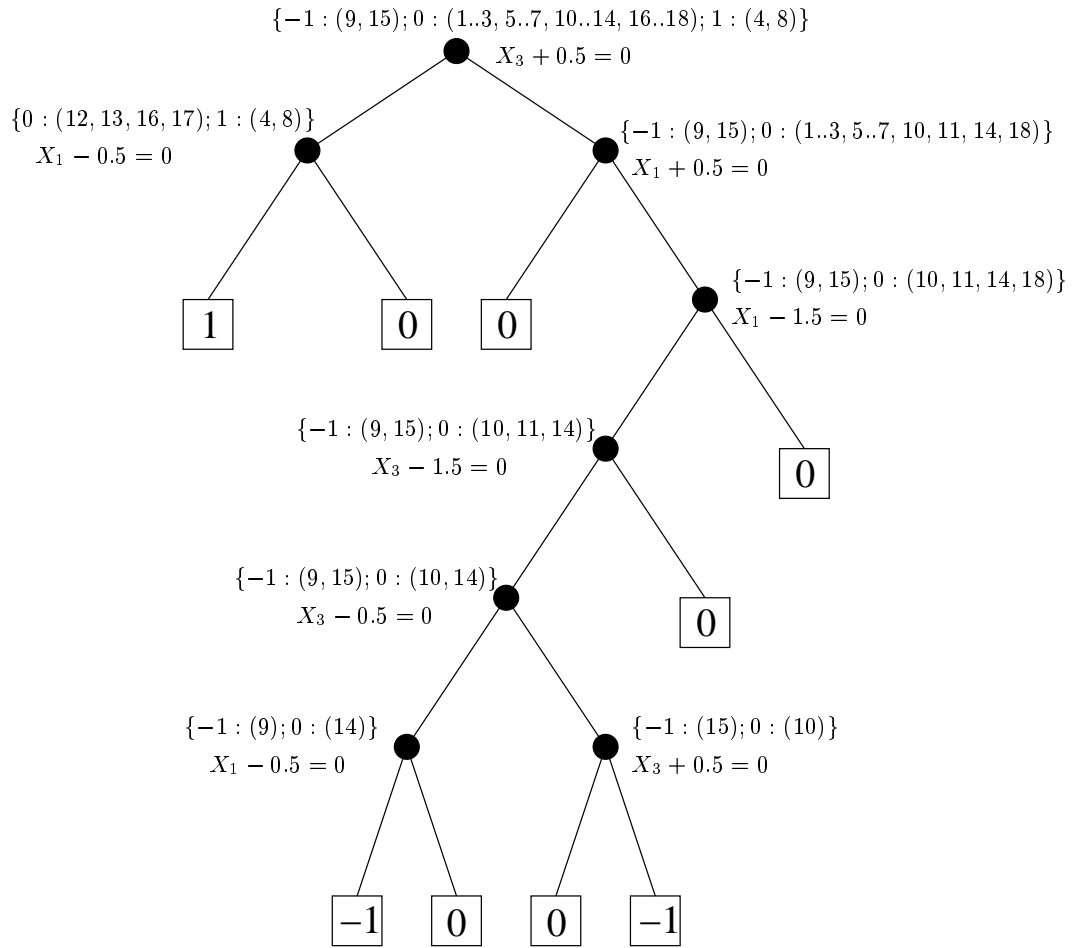 {−1 : (9, 15); 0 : (1..3, 5..7, 10..14, 16..18); 1 : (4, 8)}
X₃ + 0.5 = 0
{0 : (12, 13, 16, 17); 1 : (4, 8)}
X₁ − 0.5 = 0
{−1 : (9, 15); 0 : (1..3, 5..7, 10, 11, 14, 18)}
X₁ + 0.5 = 0
{−1 : (9, 15); 0 : (10, 11, 14, 18)}
X₁ − 1.5 = 0
1
0
0
{−1 : (9, 15); 0 : (10, 11, 14)}
X₃ − 1.5 = 0
0
{−1 : (9, 15); 0 : (10, 14)}
X₃ − 0.5 = 0
0
{−1 : (9); 0 : (14)}
X₁ − 0.5 = 0
{−1 : (15); 0 : (10)}
X₃ + 0.5 = 0
−1
0
0
−1